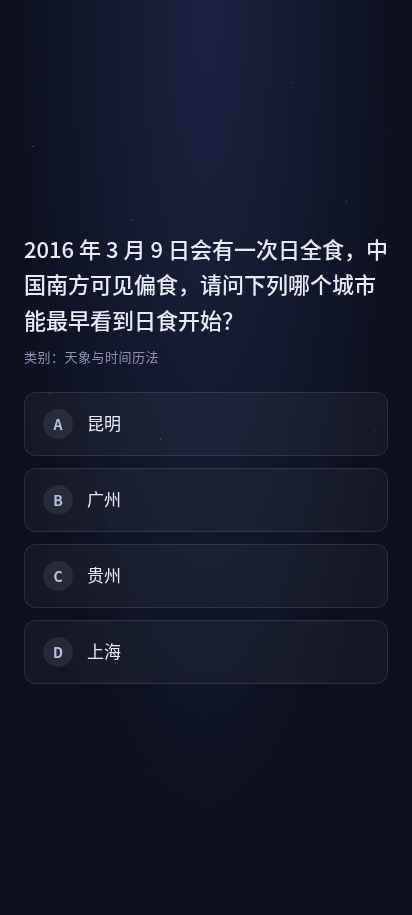 2016 年 3 月 9 日会有一次日全食，中
国南方可见偏食，请问下列哪个城市
能最早看到日食开始？
类别：天象与时间历法
A 昆明
B 广州
C 贵州
D 上海